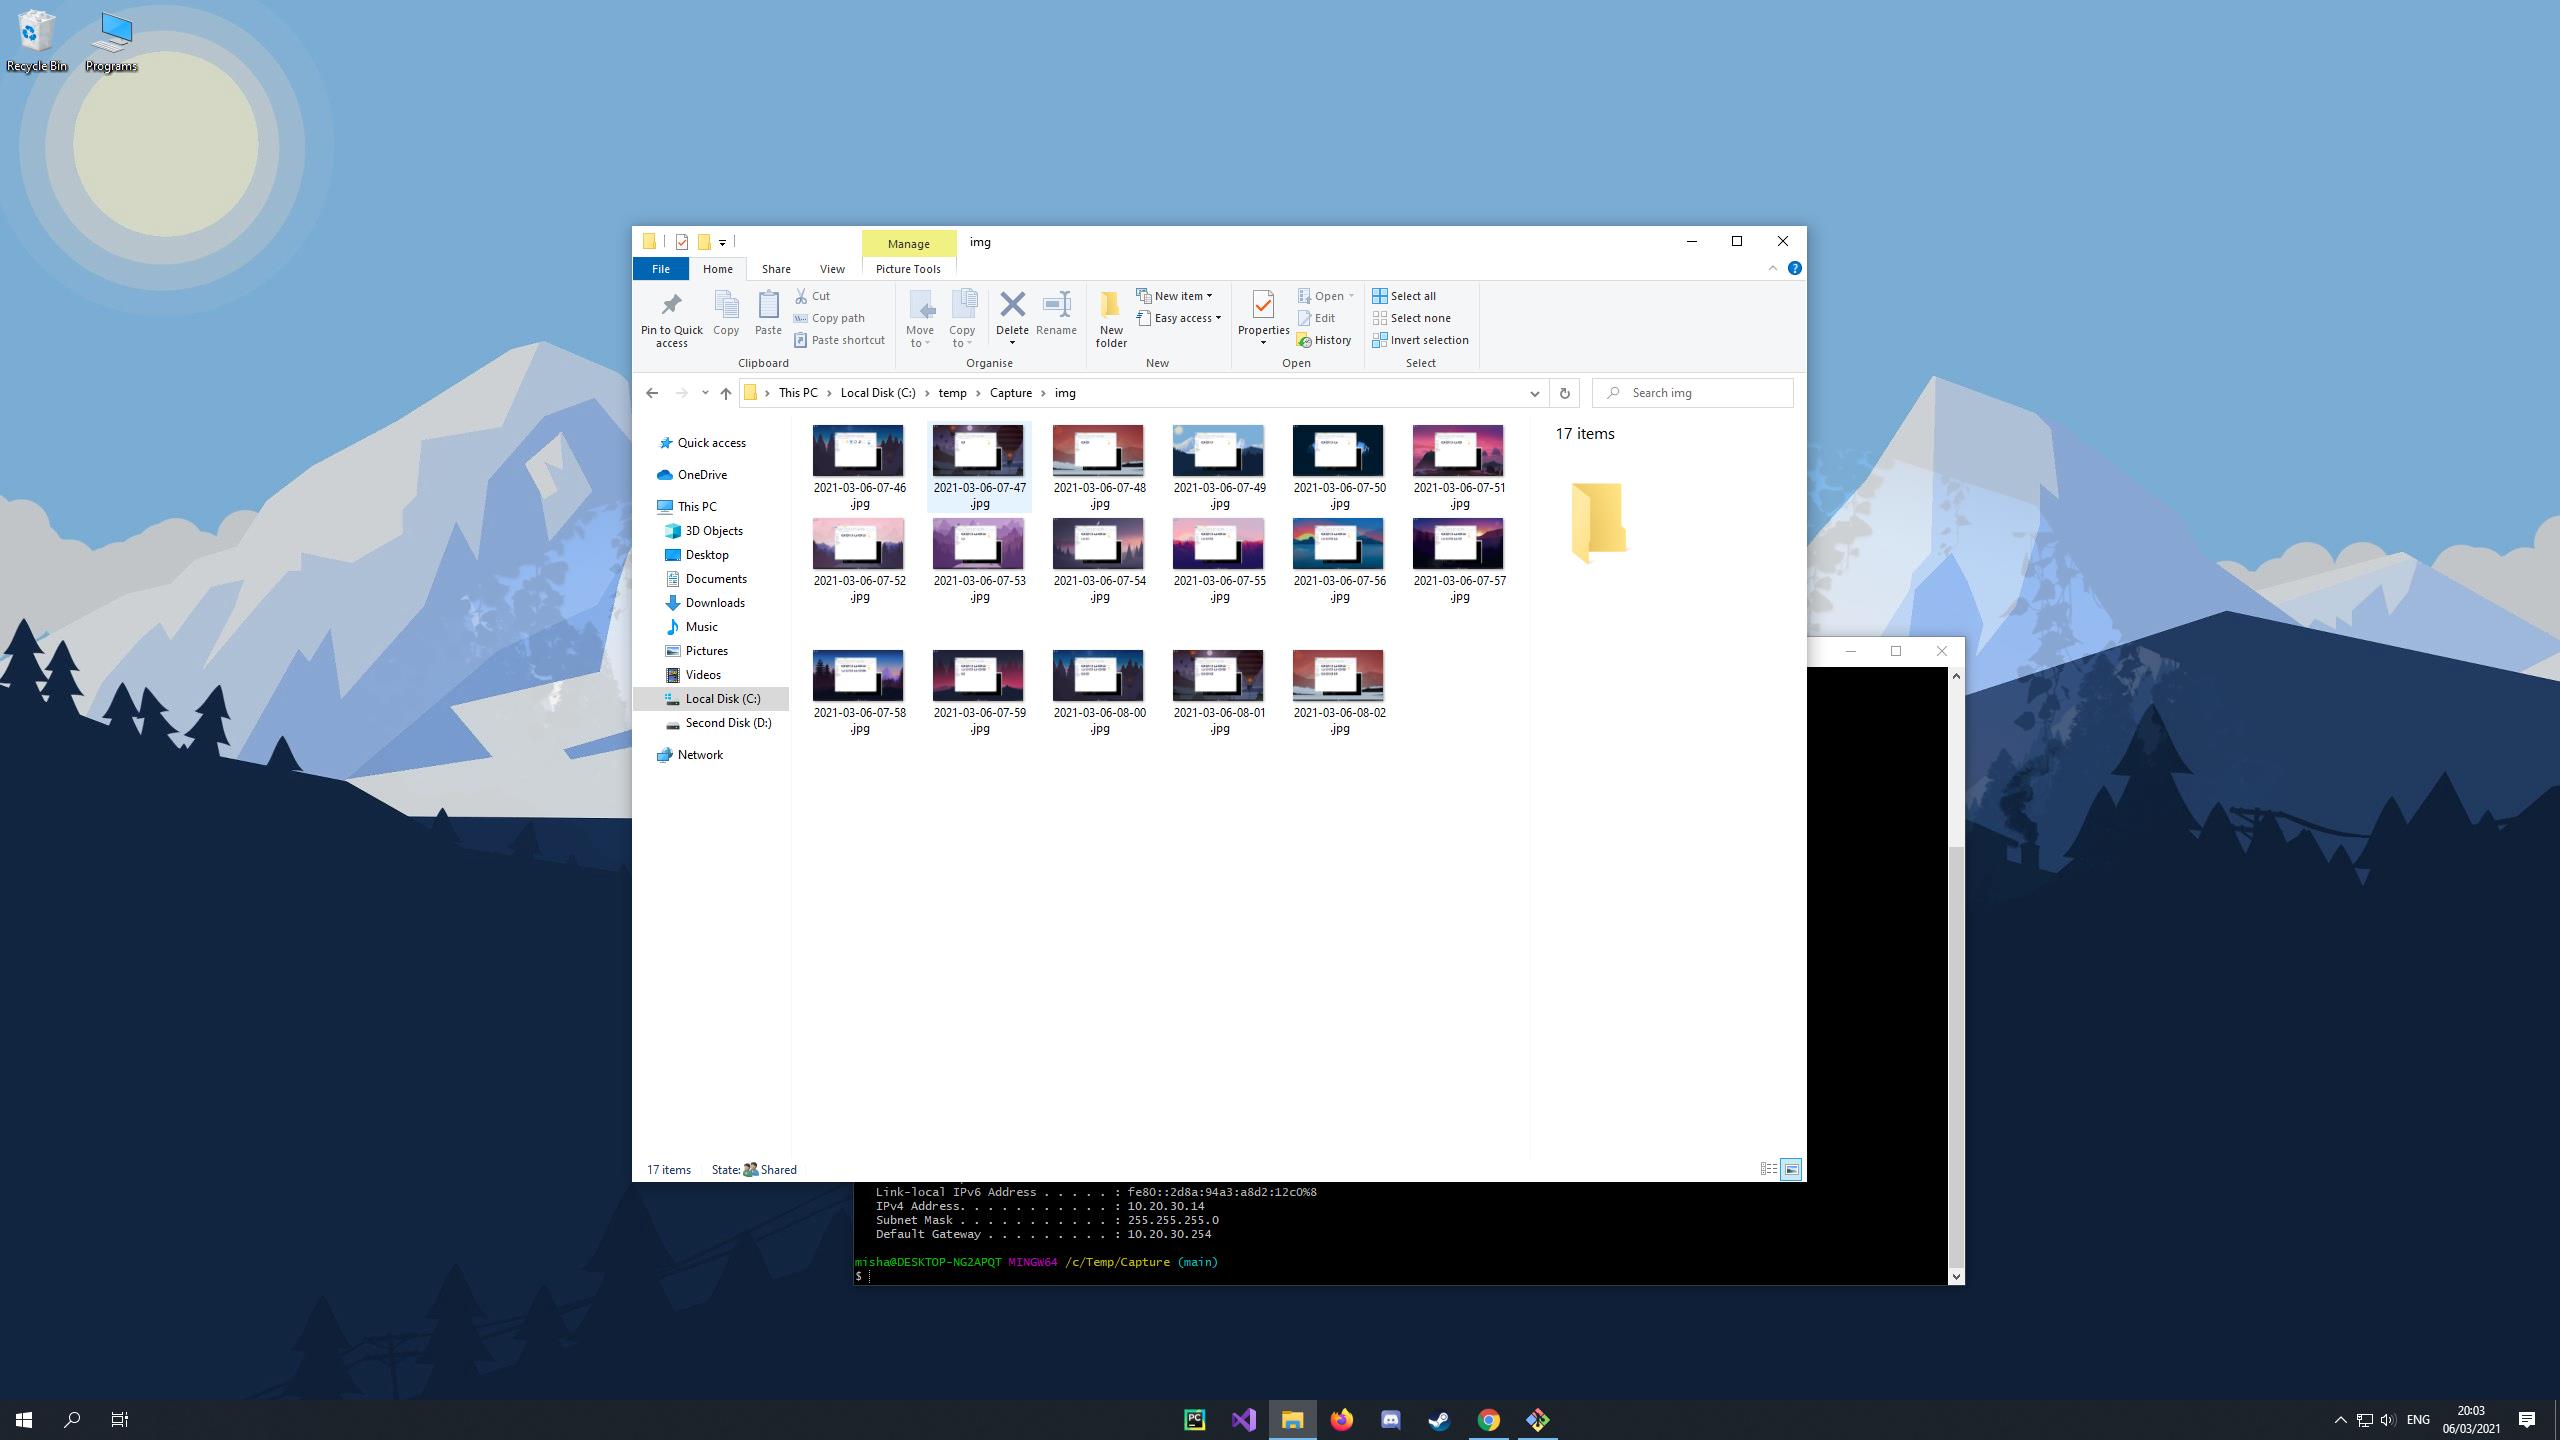 Recycle Bin
Programs
Manage
img
File
Home
Share
View
Picture Tools
Pin to Quick access
Copy
Paste
Cut
Copy path
Paste shortcut
Clipboard
Move to
Copy to
Delete
Rename
Organise
New folder
New item
Easy access
New
Properties
Open
Edit
History
Open
Select all
Select none
Invert selection
Select
This PC
Local Disk (C:)
temp
Capture
img
Search img
Quick access
OneDrive
This PC
3D Objects
Desktop
Documents
Downloads
Music
Pictures
Videos
Local Disk (C:)
Second Disk (D:)
Network
2021-03-06-07-46.jpg
2021-03-06-07-47.jpg
2021-03-06-07-48.jpg
2021-03-06-07-49.jpg
2021-03-06-07-50.jpg
2021-03-06-07-51.jpg
2021-03-06-07-52.jpg
2021-03-06-07-53.jpg
2021-03-06-07-54.jpg
2021-03-06-07-55.jpg
2021-03-06-07-56.jpg
2021-03-06-07-57.jpg
2021-03-06-07-58.jpg
2021-03-06-07-59.jpg
2021-03-06-08-00.jpg
2021-03-06-08-01.jpg
2021-03-06-08-02.jpg
17 items
17 items
State: Shared
Link-local IPv6 Address . . . . . : fe80::2d8a:94a3:a8d2:12c0%8
IPv4 Address. . . . . . . . . . . : 10.20.30.14
Subnet Mask . . . . . . . . . . . : 255.255.255.0
Default Gateway . . . . . . . . . : 10.20.30.254
misha@DESKTOP-NG2APQT MINGW64 /c/Temp/Capture (main)
$
PC
ENG
20:03
06/03/2021